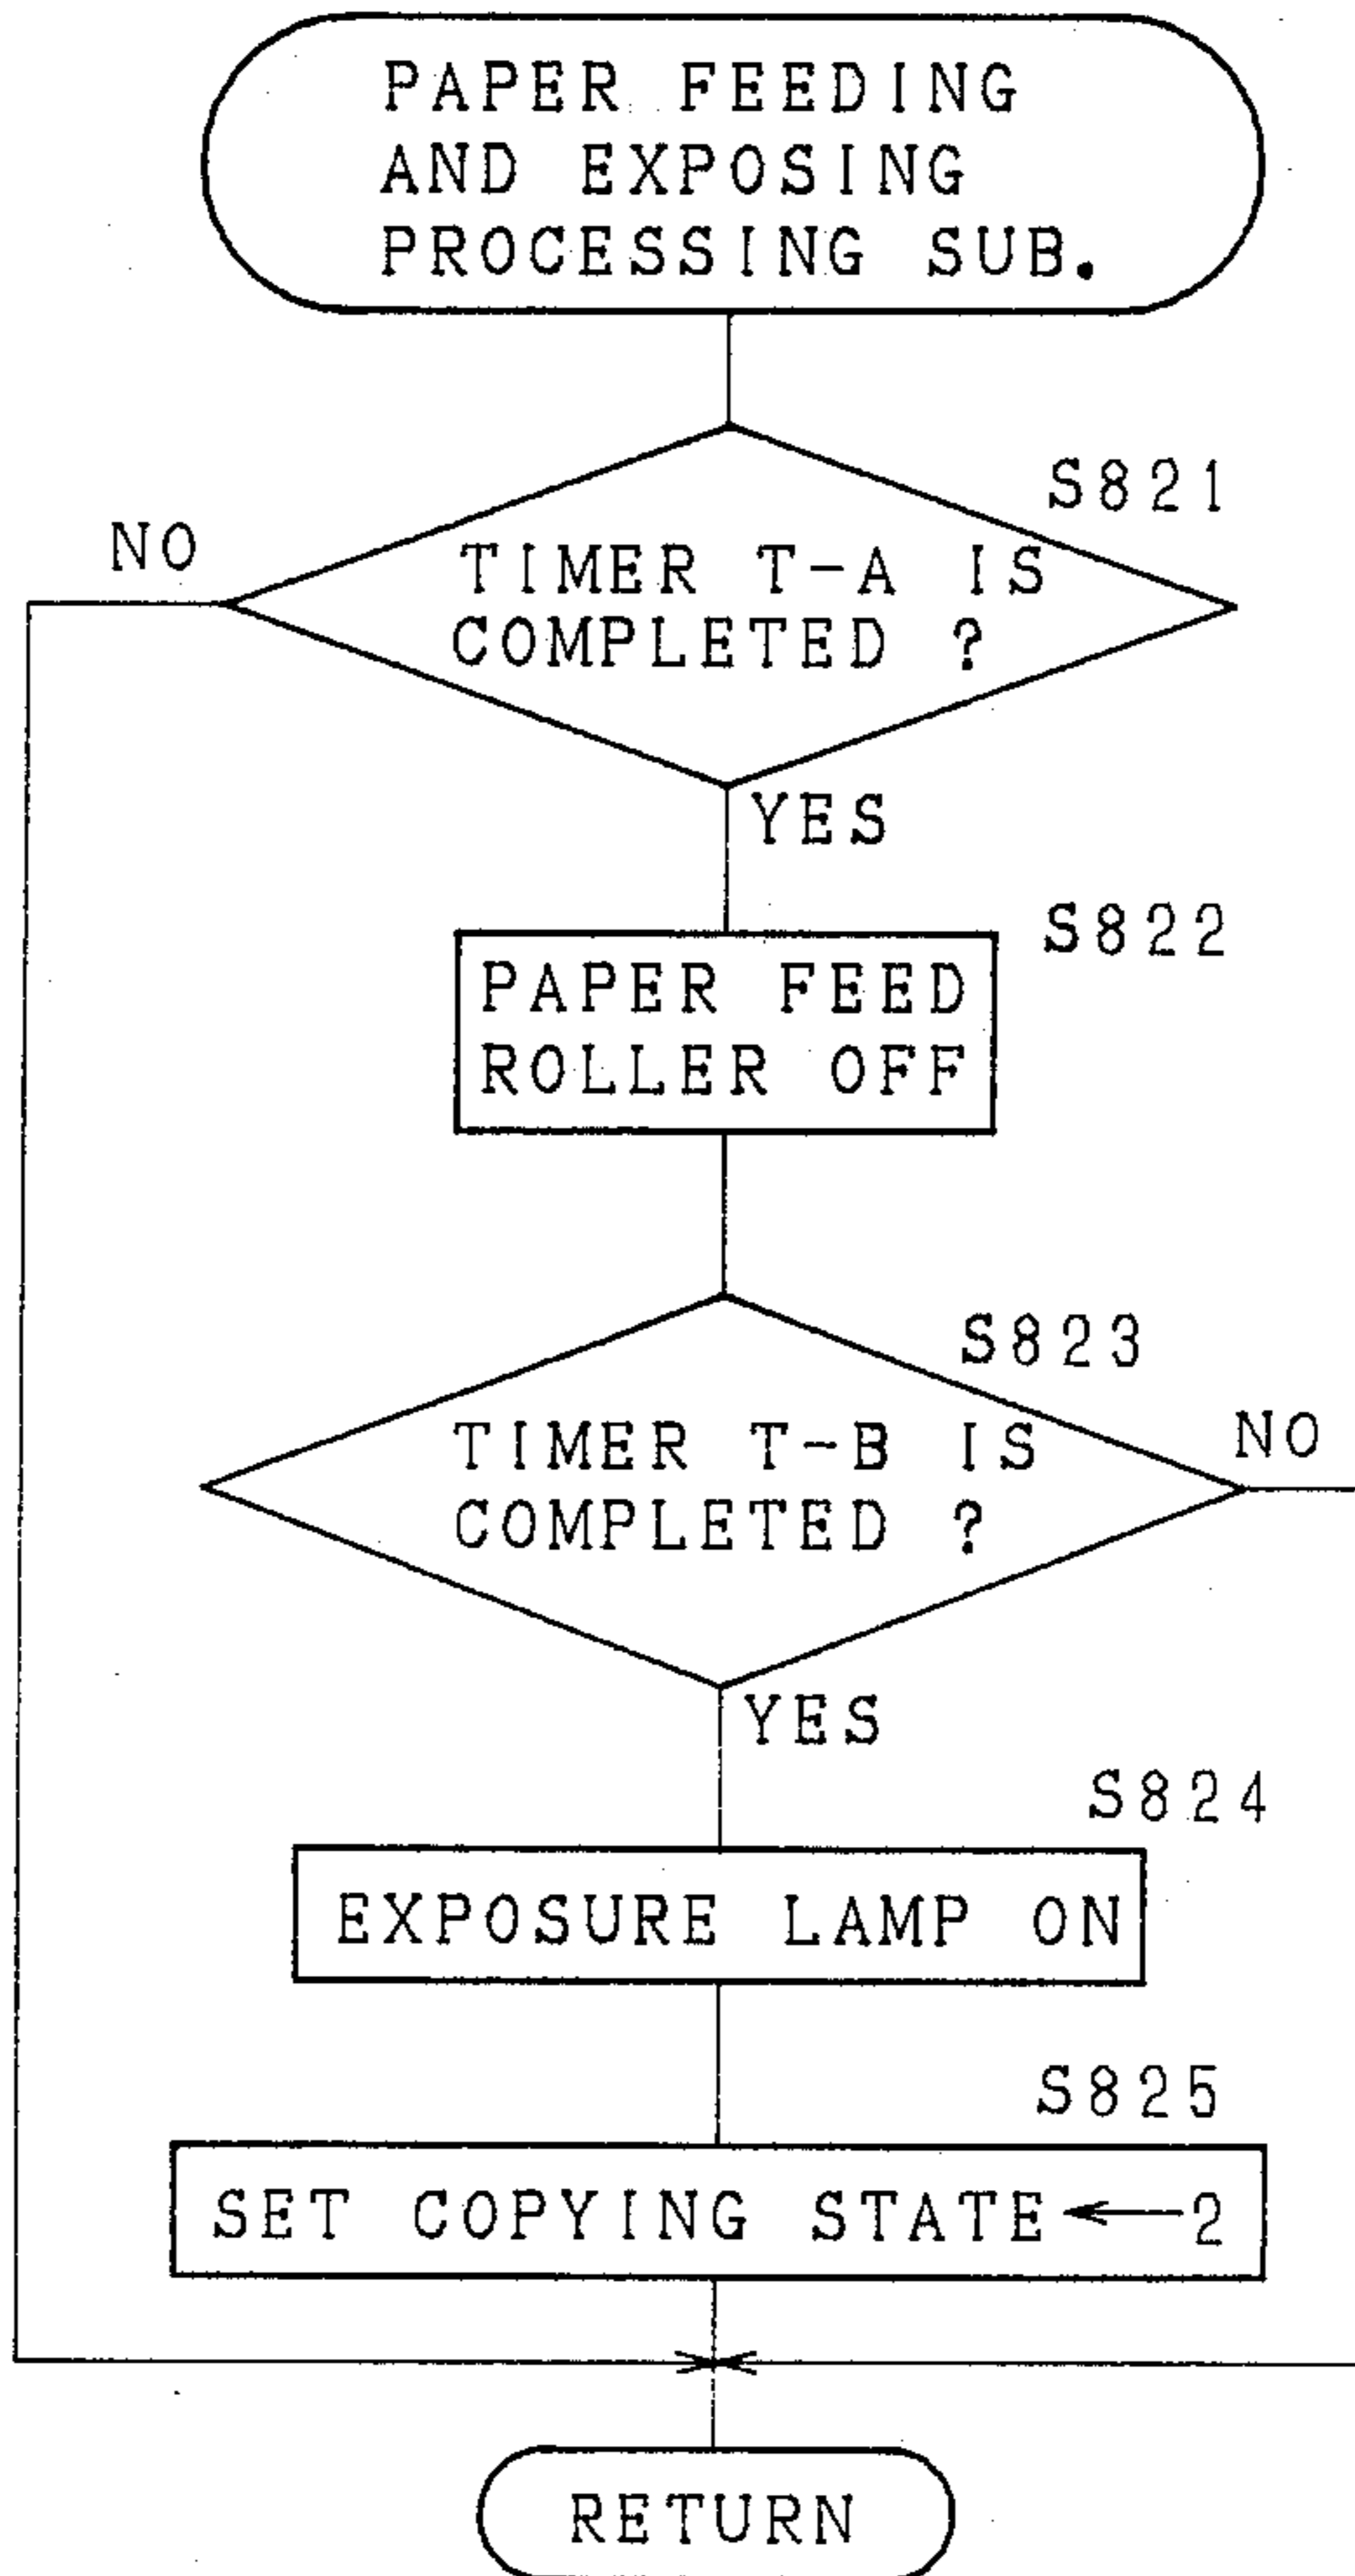 PAPER FEEDING
AND EXPOSING
PROCESSING SUB.
S821
NO
TIMER T-A IS
COMPLETED ?
YES
S822
PAPER FEED
ROLLER OFF
S823
NO
TIMER T-B IS
COMPLETED ?
YES
S824
EXPOSURE LAMP ON
S825
SET COPYING STATE←2
RETURN